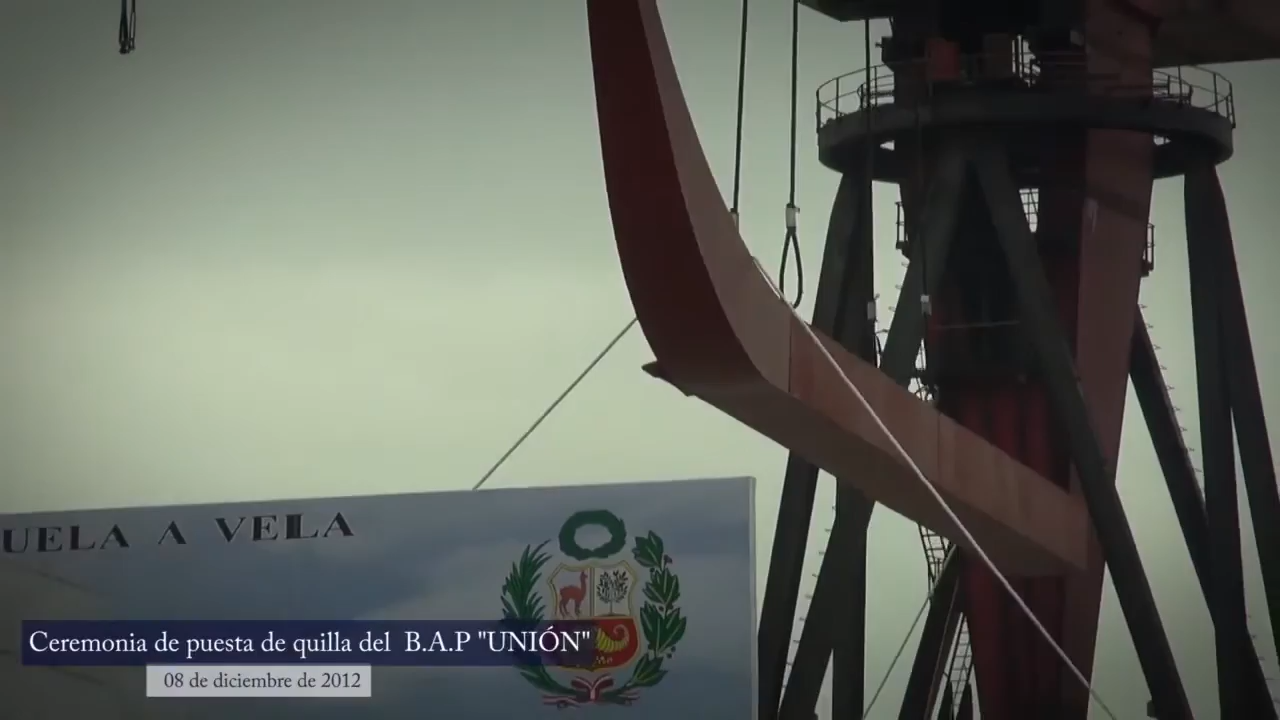 UELA A VELA
Ceremonia de puesta de quilla del B.A.P "UNIÓN"
08 de diciembre de 2012